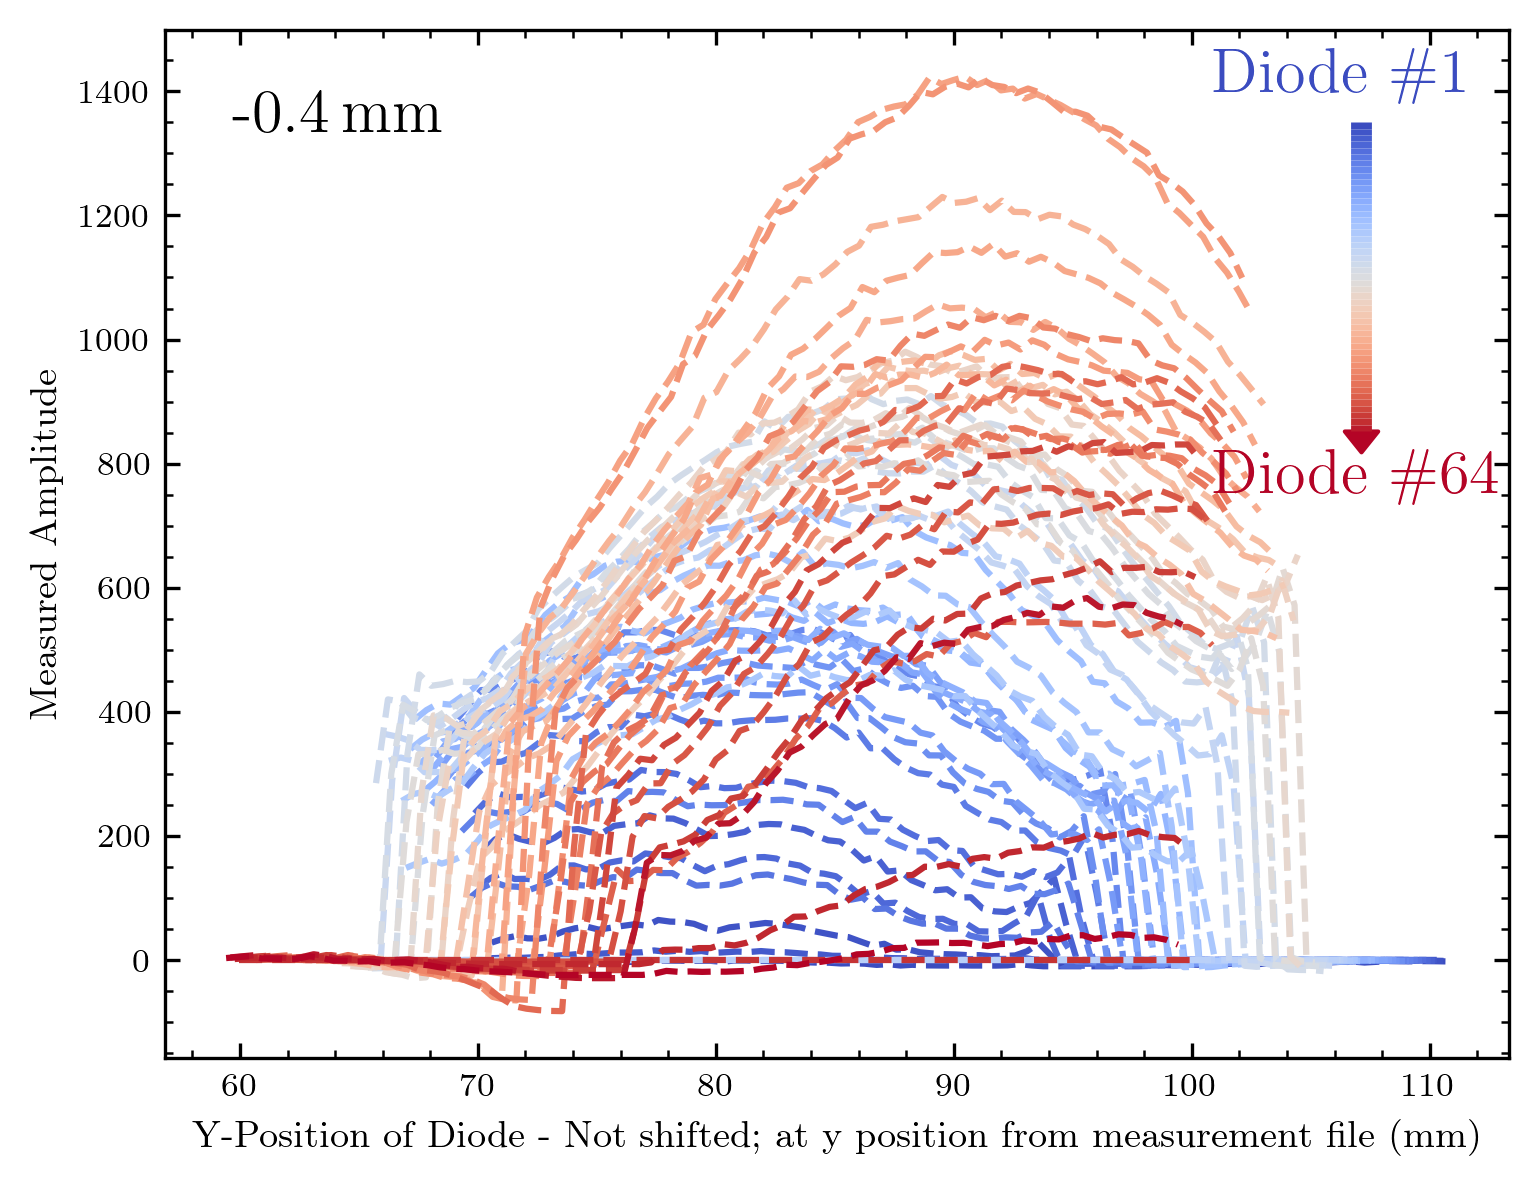 -0.4 mm
Diode #1
Diode #64
1400
1200
1000
800
600
400
200
0
Measured Amplitude
60 70 80 90 100 110
Y-Position of Diode - Not shifted; at y position from measurement file (mm)